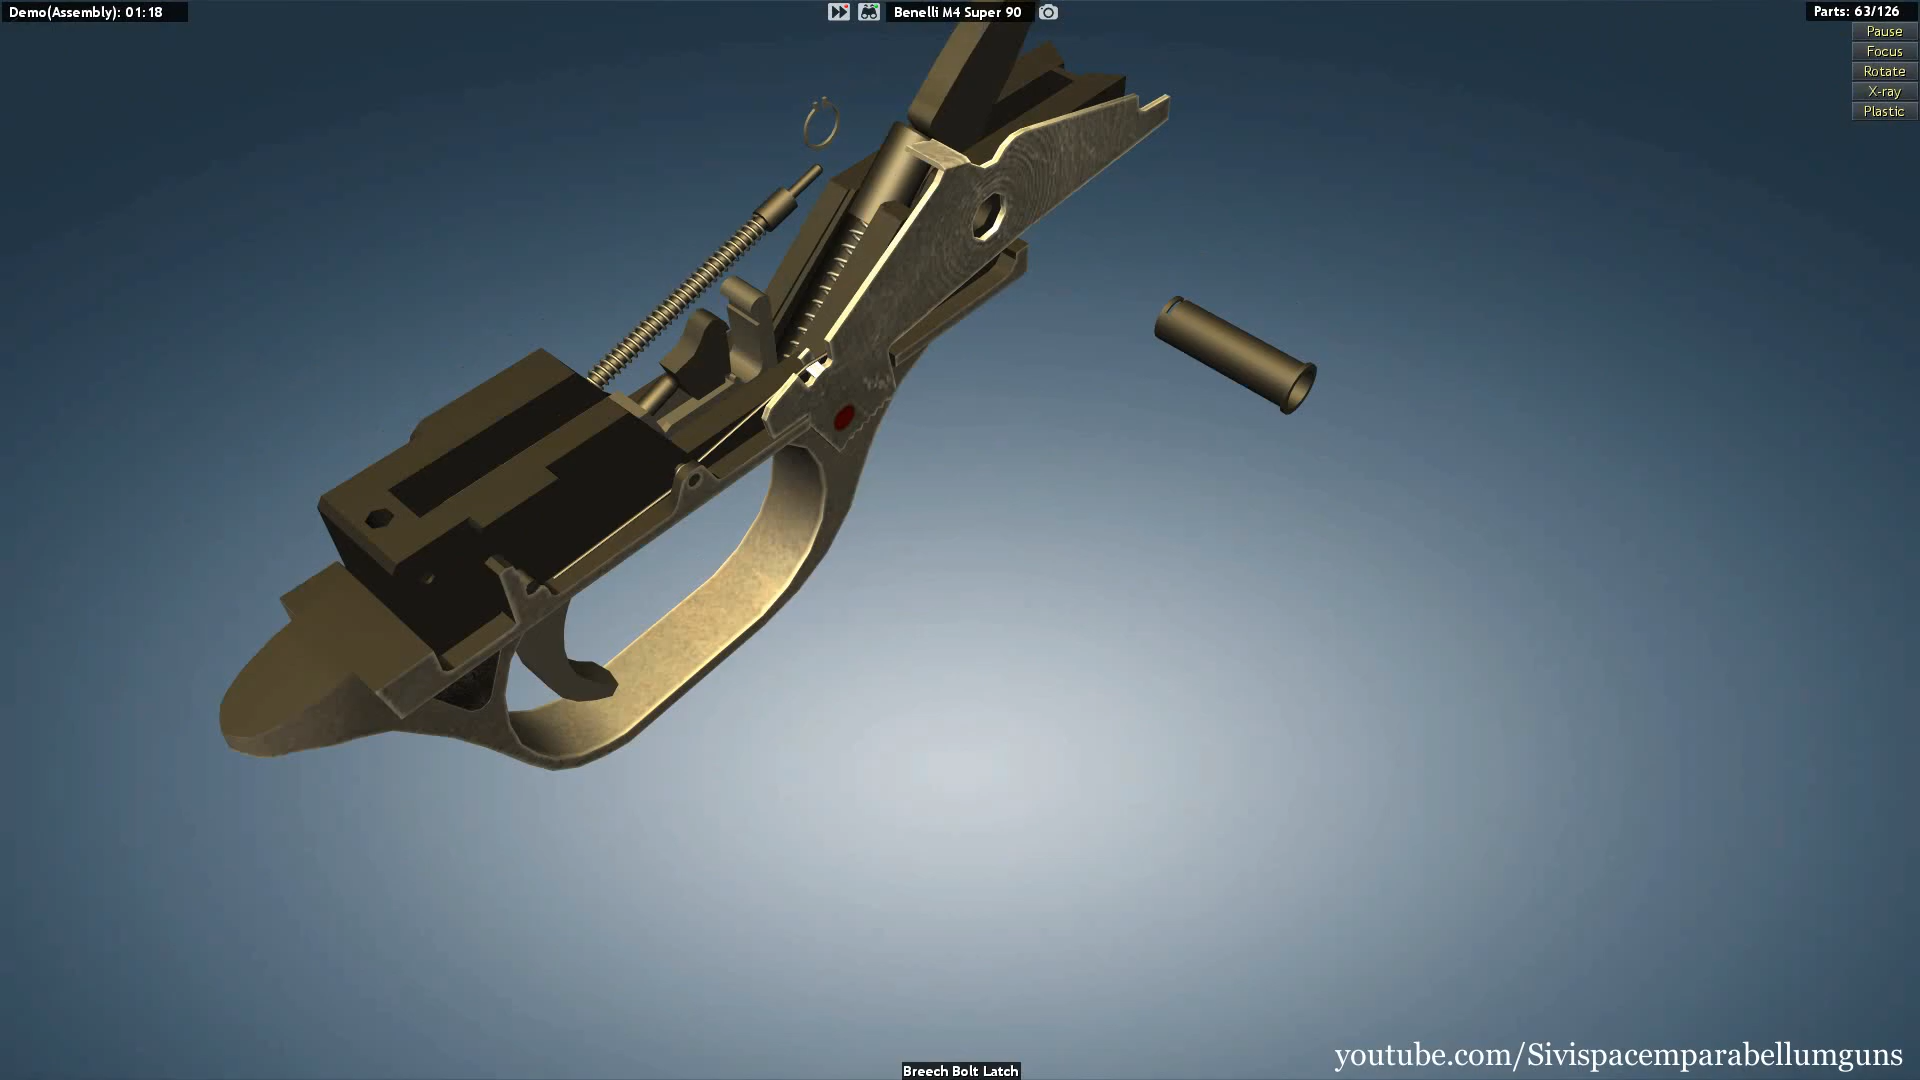 Demo(Assembly): 01:18
Benelli M4 Super 90
Parts: 63/126
Pause
Focus
Rotate
X-ray
Plastic
youtube.com/Sivispacemparabellumguns
Breech Bolt Latch